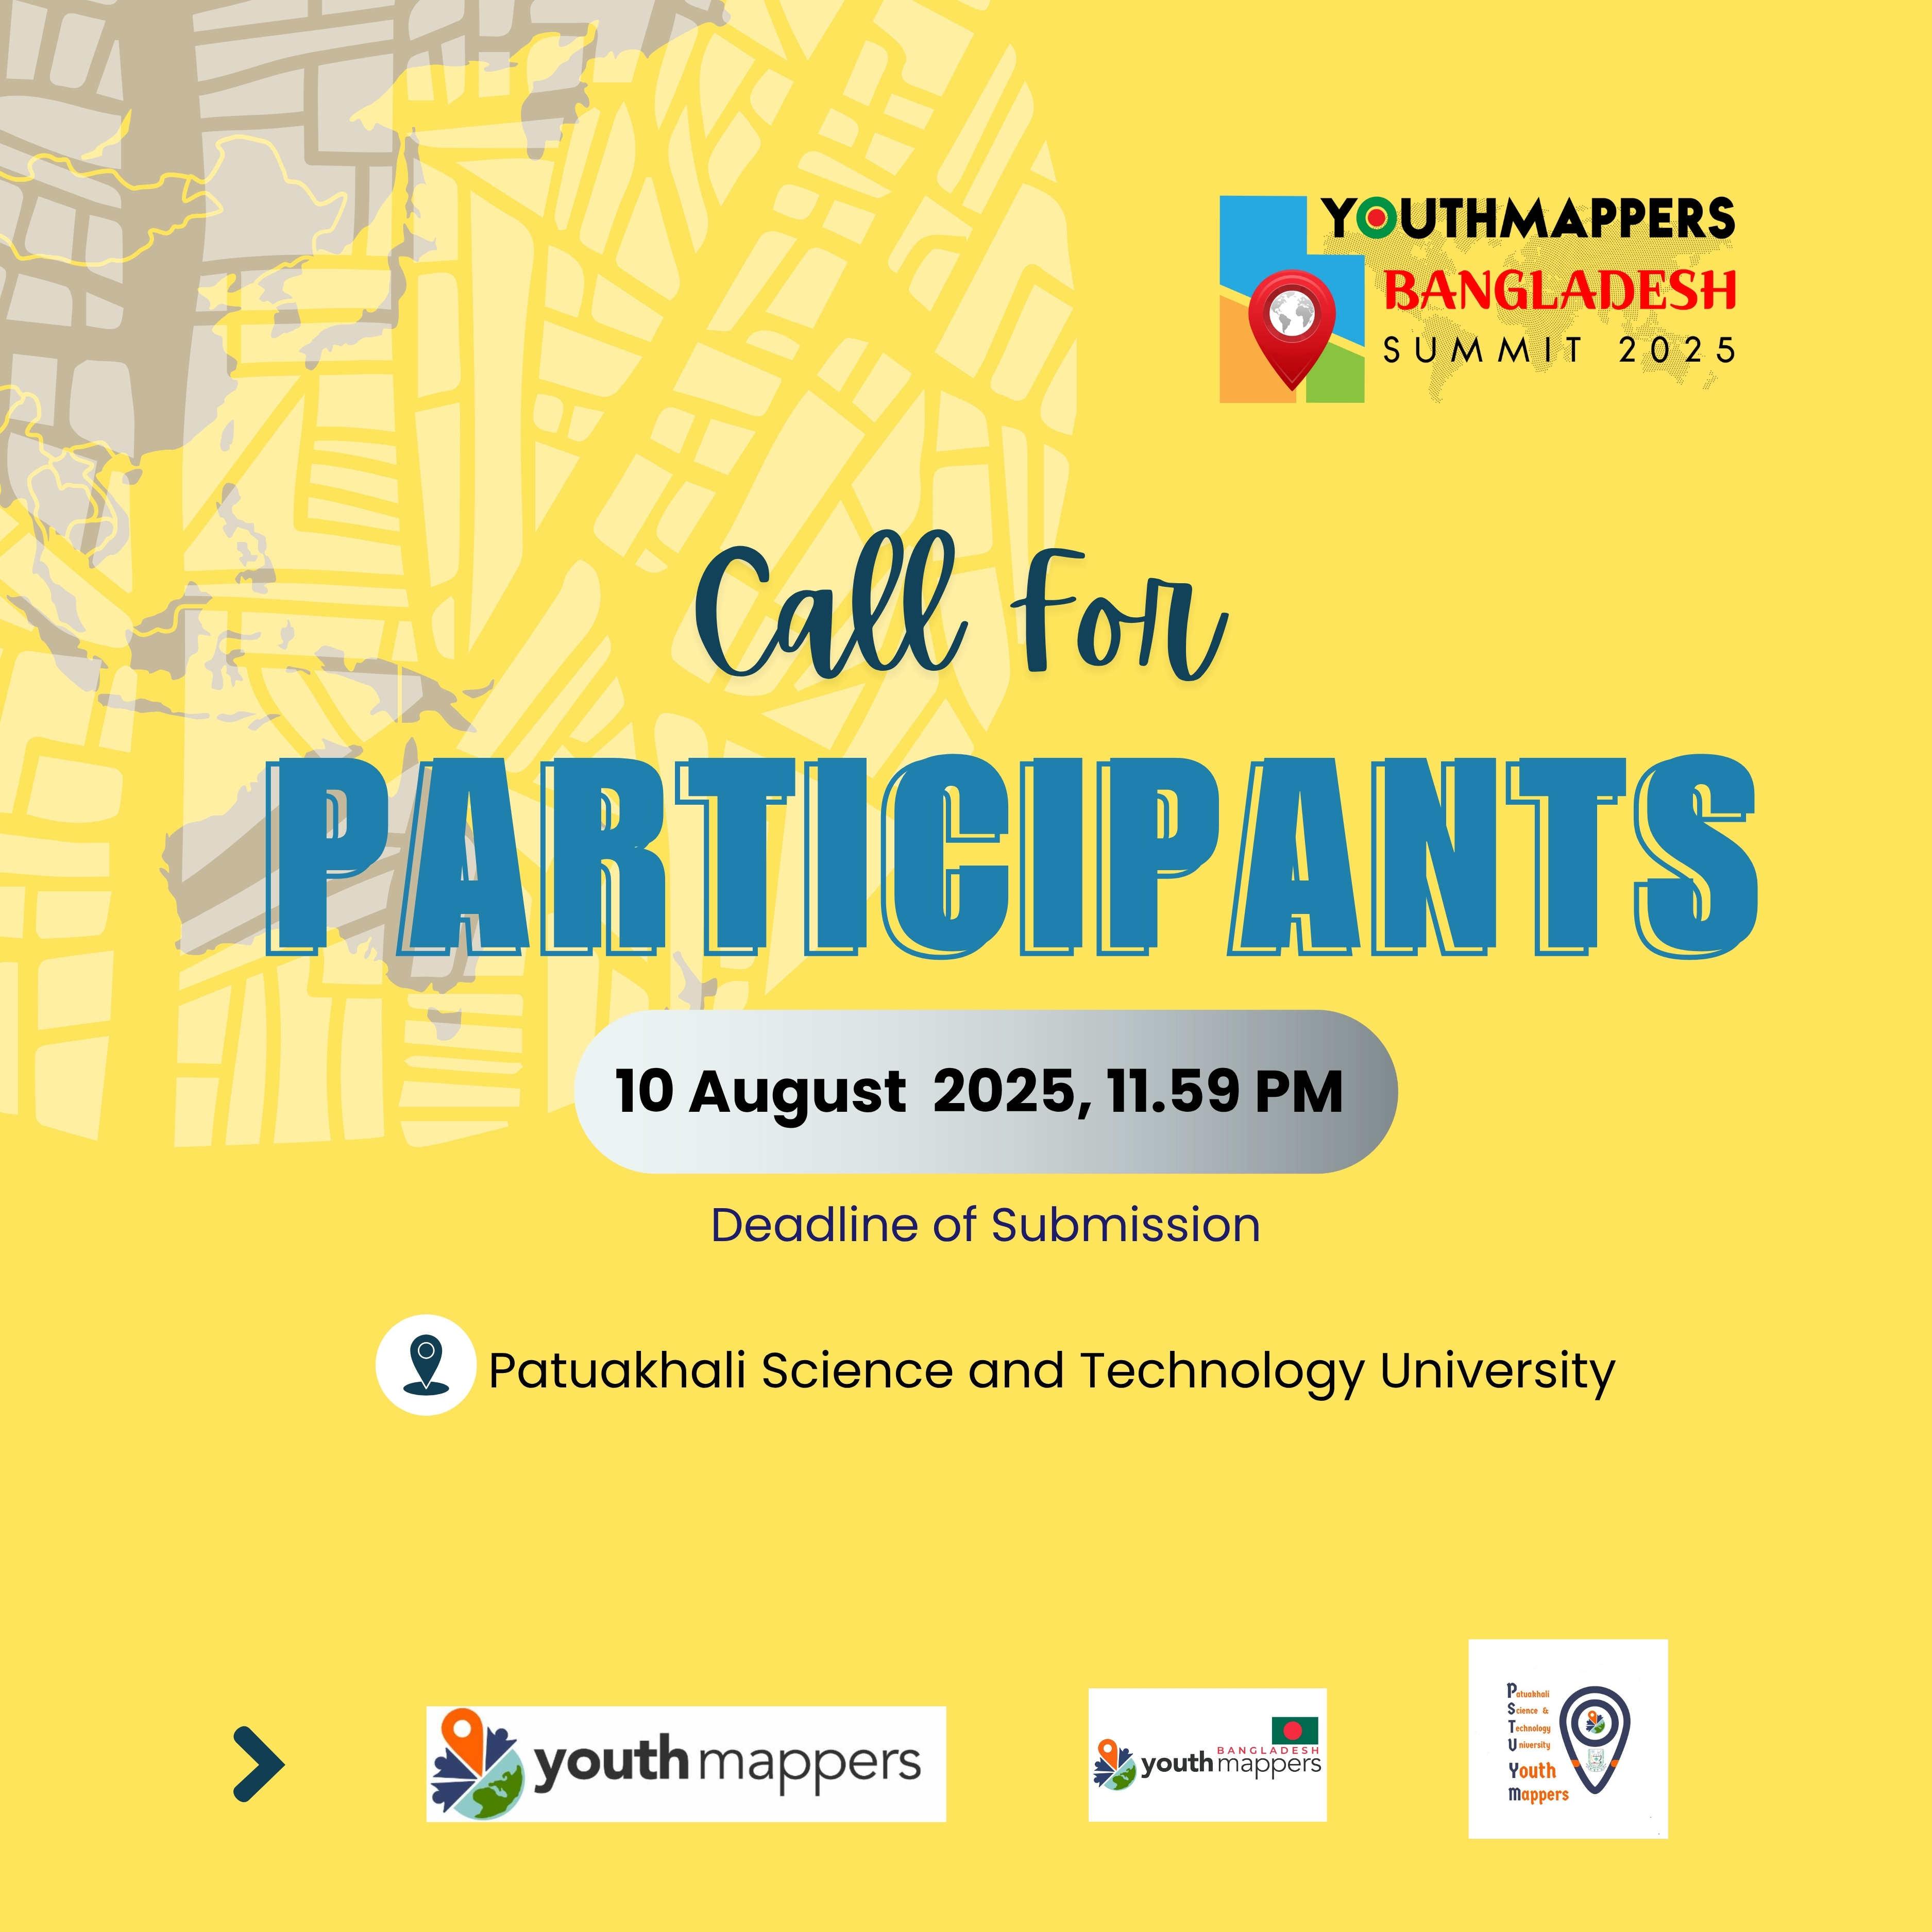 YOUTHMAPPERS
BANGLADESH
SUMMIT 2025
Call For
PARTICIPANTS
10 August 2025, 11.59 PM
Deadline of Submission
Patuakhali Science and Technology University
youthmappers
BANGLADESH
youthmappers
Patuakhali
Science &
Technology
University
Youth
Mappers